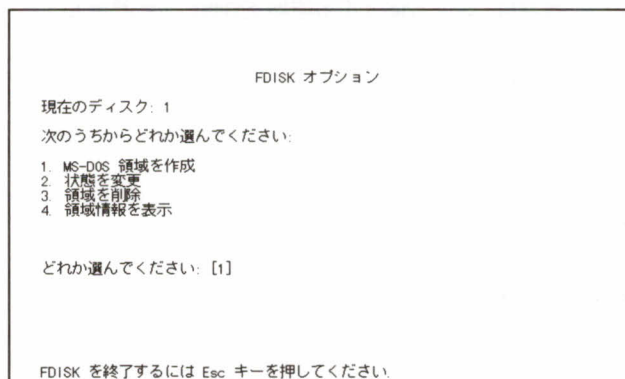 FDISK オプション
現在のディスク: 1
次のうちからどれか選んでください:
1. MS-DOS 領域を作成
2. 状態を変更
3. 領域を削除
4. 領域情報を表示
どれか選んでください: [1]
FDISK を終了するには Esc キーを押してください.